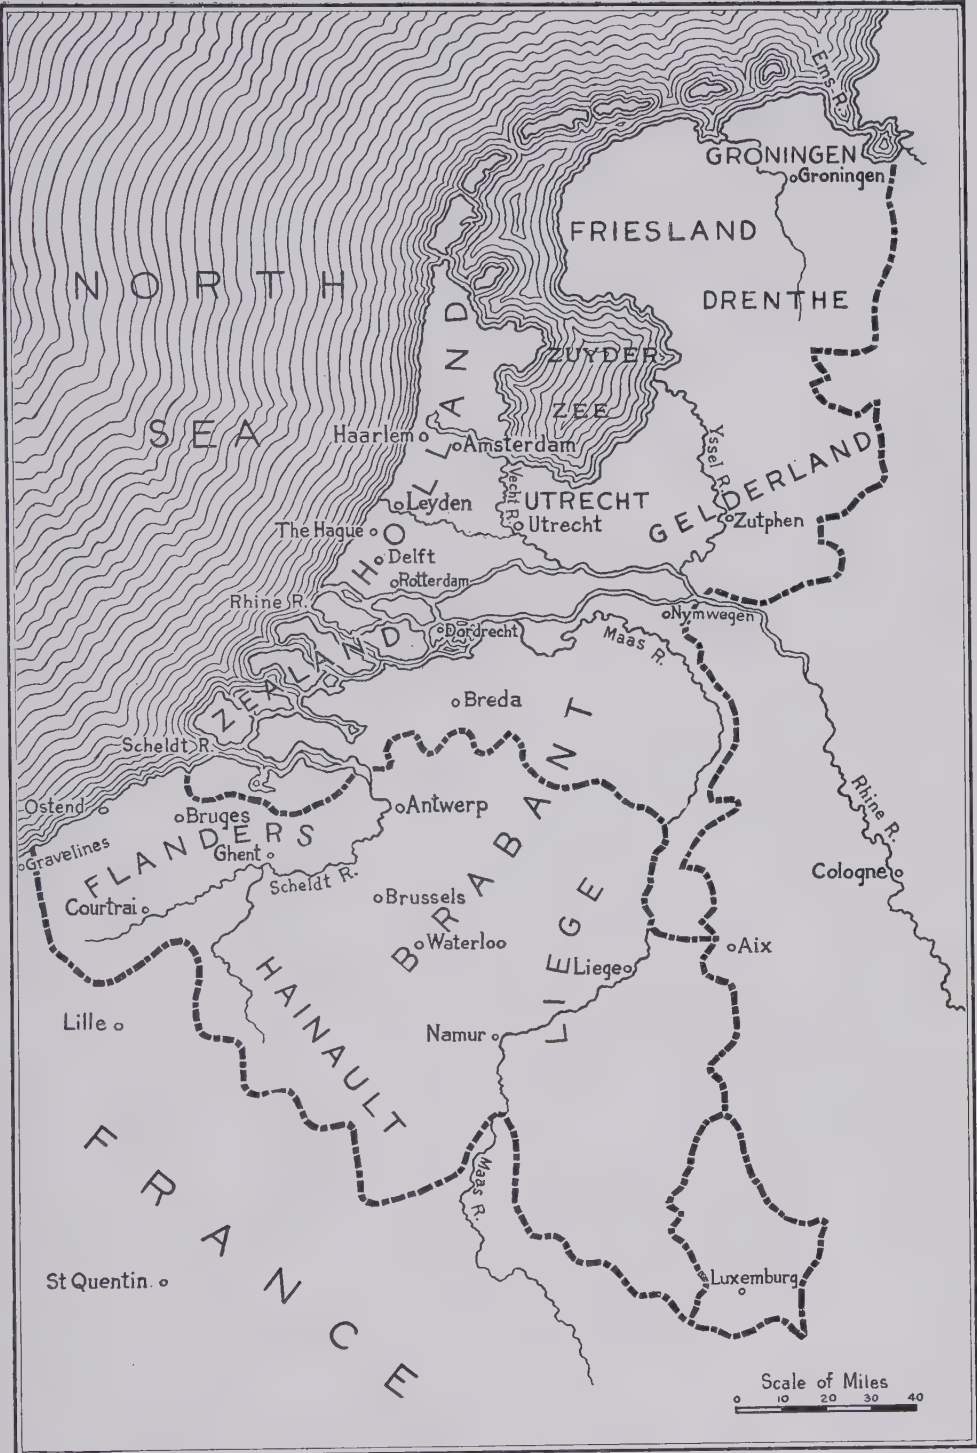 Ems R.
GRONINGEN
Groningen
FRIESLAND
DRENTHE
NORTH
SEA
ZUYDER
ZEE
HOLLAND
Haarlem
Amsterdam
Yssel R.
GELDERLAND
Vecht R.
Leyden
UTRECHT
Utrecht
Zutphen
The Hague
Delft
Rotterdam
Rhine R.
Nymwegen
Dordrecht
Maas R.
ZEALAND
Breda
Scheldt R.
BRABANT
Ostend
Bruges
Antwerp
Rhine R.
FLANDERS
Gravelines
Ghent
Scheldt R.
Cologne
Courtrai
Brussels
Waterloo
LIEGE
Liege
Aix
HAINAULT
Lille
Namur
FRANCE
Maas R.
St Quentin.
Luxemburg
Scale of Miles
0 10 20 30 40